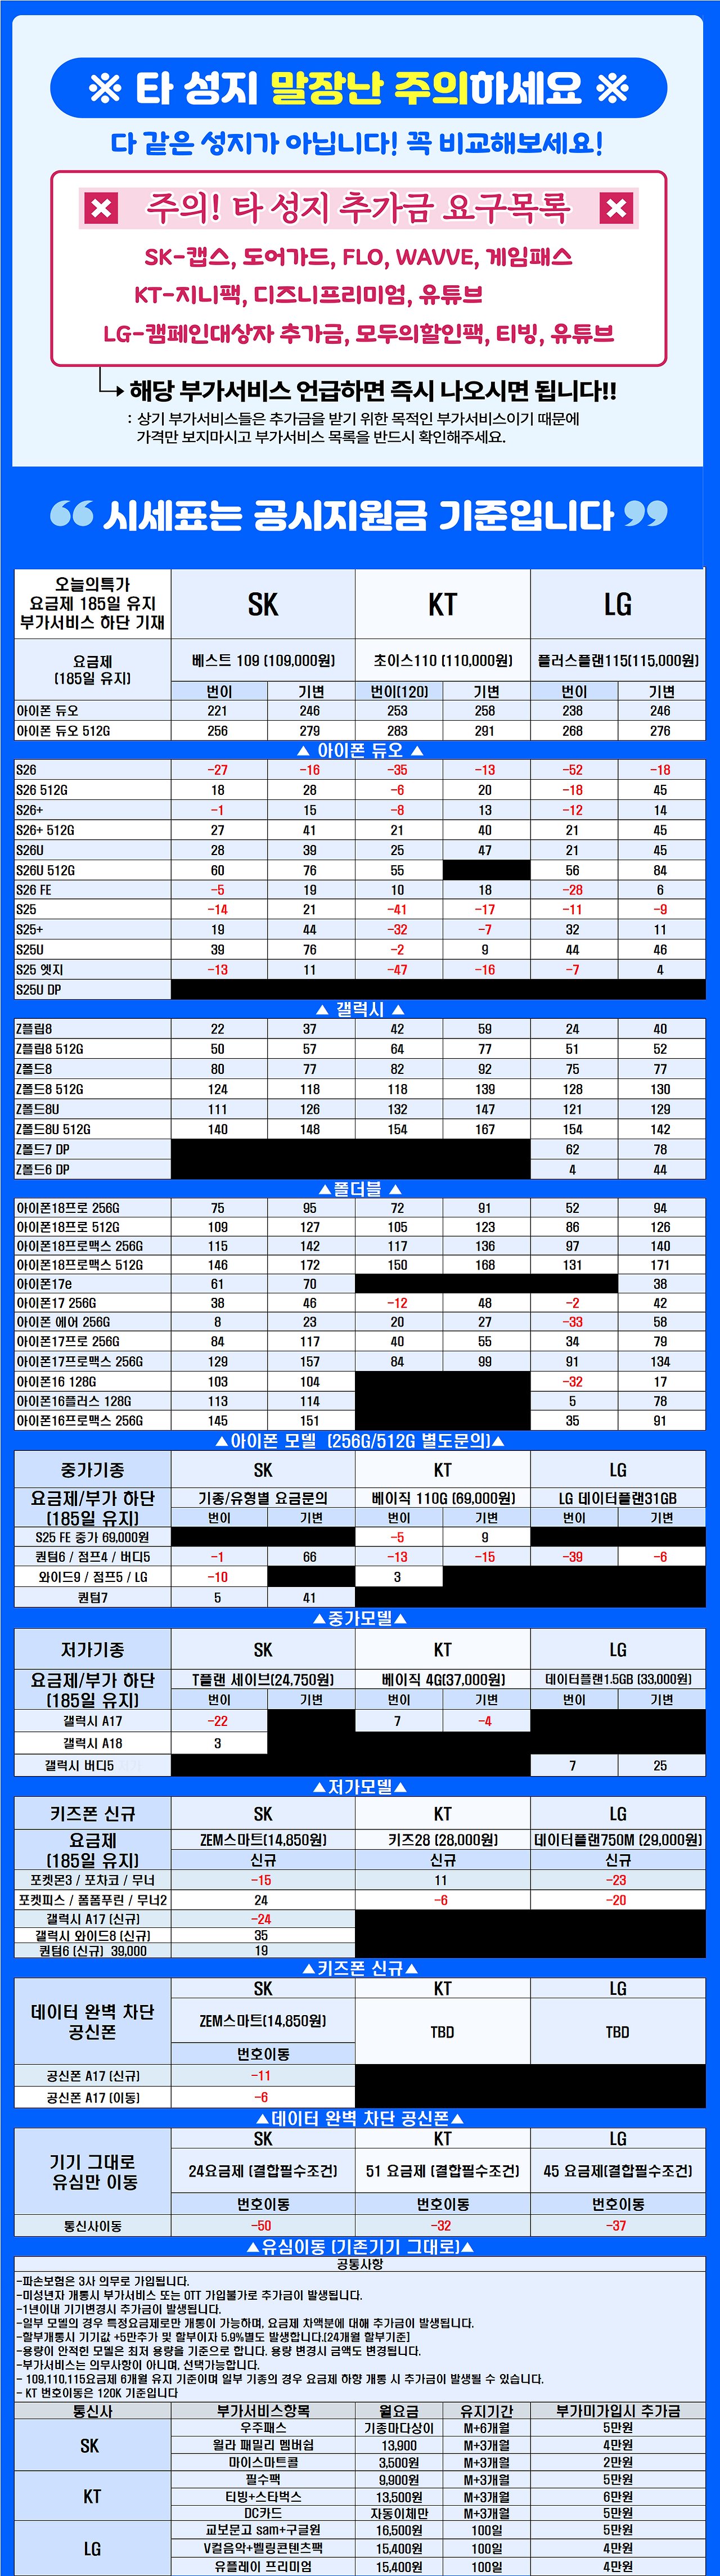 ※ 타 성지 말장난 주의하세요 ※
다 같은 성지가 아닙니다! 꼭 비교해보세요!
주의! 타 성지 추가금 요구목록
SK-캡스, 도어가드, FLO, WAVVE, 게임패스
KT-지니팩, 디즈니프리미엄, 유튜브
LG-캠페인대상자 추가금, 모두의할인팩, 티빙, 유튜브
해당 부가서비스 언급하면 즉시 나오시면 됩니다!!
: 상기 부가서비스들은 추가금을 받기 위한 목적인 부가서비스이기 때문에
가격만 보지마시고 부가서비스 목록을 반드시 확인해주세요.
“ 시세표는 공시지원금 기준입니다 ”
오늘의특가
요금제 185일 유지
부가서비스 하단 기재
SK KT LG
요금제
(185일 유지)
베스트 109 (109,000원) 초이스110 (110,000원) 플러스플랜115(115,000원)
번이 기변 번이(120) 기변 번이 기변
아이폰 듀오 221 246 253 258 238 246
아이폰 듀오 512G 256 279 283 291 268 276
▲ 아이폰 듀오 ▲
S26 -27 -16 -35 -13 -52 -18
S26 512G 18 28 -6 20 -18 45
S26+ -1 15 -8 13 -12 14
S26+ 512G 27 41 21 40 21 45
S26U 28 39 25 47 21 45
S26U 512G 60 76 55 56 84
S26 FE -5 19 10 18 -28 6
S25 -14 21 -41 -17 -11 -9
S25+ 19 44 -32 -7 32 11
S25U 39 76 -2 9 44 46
S25 엣지 -13 11 -47 -16 -7 4
S25U DP
▲ 갤럭시 ▲
Z플립8 22 37 42 59 24 40
Z플립8 512G 50 57 64 77 51 52
Z폴드8 80 77 82 92 75 77
Z폴드8 512G 124 118 118 139 128 130
Z폴드8U 111 126 132 147 121 129
Z폴드8U 512G 140 148 154 167 154 142
Z폴드7 DP 62 78
Z폴드6 DP 4 44
▲폴더블 ▲
아이폰18프로 256G 75 95 72 91 52 94
아이폰18프로 512G 109 127 105 123 86 126
아이폰18프로맥스 256G 115 142 117 136 97 140
아이폰18프로맥스 512G 146 172 150 168 131 171
아이폰17e 61 70 38
아이폰17 256G 38 46 -12 48 -2 42
아이폰 에어 256G 8 23 20 27 -33 58
아이폰17프로 256G 84 117 40 55 34 79
아이폰17프로맥스 256G 129 157 84 99 91 134
아이폰16 128G 103 104 -32 17
아이폰16플러스 128G 113 114 5 78
아이폰16프로맥스 256G 145 151 35 91
▲아이폰 모델 (256G/512G 별도문의)▲
중가기종 SK KT LG
요금제/부가 하단
(185일 유지)
기종/유형별 요금문의 베이직 110G (69,000원) LG 데이터플랜31GB
번이 기변 번이 기변 번이 기변
S25 FE 중가 69,000원 -5 9
퀀텀6 / 점프4 / 버디5 -1 66 -13 -15 -39 -6
와이드9 / 점프5 / LG -10 3
퀀텀7 5 41
▲중가모델▲
저가기종 SK KT LG
요금제/부가 하단
(185일 유지)
T플랜 세이브(24,750원) 베이직 4G(37,000원) 데이터플랜1.5GB (33,000원)
번이 기변 번이 기변 번이 기변
갤럭시 A17 -22 7 -4
갤럭시 A18 3
갤럭시 버디5 7 25
▲저가모델▲
키즈폰 신규 SK KT LG
요금제
(185일 유지)
ZEM스마트(14,850원) 키즈28 (28,000원) 데이터플랜750M (29,000원)
신규 신규 신규
포켓몬3 / 포차코 / 무너 -15 11 -23
포켓피스 / 폼폼푸린 / 무너2 24 -6 -20
갤럭시 A17 (신규) -24
갤럭시 와이드8 (신규) 35
퀀텀6 (신규) 39,000 19
▲키즈폰 신규▲
데이터 완벽 차단
공신폰
SK KT LG
ZEM스마트(14,850원) TBD TBD
번호이동
공신폰 A17 (신규) -11
공신폰 A17 (이동) -6
▲데이터 완벽 차단 공신폰▲
기기 그대로
유심만 이동
SK KT LG
24요금제 (결합필수조건) 51 요금제 (결합필수조건) 45 요금제(결합필수조건)
번호이동 번호이동 번호이동
통신사이동 -50 -32 -37
▲유심이동 (기존기기 그대로)▲
공통사항
-파손보험은 3사 의무로 가입됩니다.
-미성년자 개통시 부가서비스 또는 OTT 가입불가로 추가금이 발생됩니다.
-1년이내 기기변경시 추가금이 발생됩니다.
-일부 모델의 경우 특정요금제로만 개통이 가능하며, 요금제 차액분에 대해 추가금이 발생됩니다.
-할부개통시 기기값 +5만추가 및 할부이자 5.9%별도 발생합니다.(24개월 할부기준)
-용량이 안적힌 모델은 최저 용량을 기준으로 합니다. 용량 변경시 금액도 변경됩니다.
-부가서비스는 의무사항이 아니며, 선택가능합니다.
- 109,110,115요금제 6개월 유지 기준이며 일부 기종의 경우 요금제 하향 개통 시 추가금이 발생될 수 있습니다.
- KT 번호이동은 120K 기준입니다
통신사 부가서비스항목 월요금 유지기간 부가미가입시 추가금
SK
우주패스 기종마다상이 M+6개월 5만원
윌라 패밀리 멤버쉽 13,900 M+3개월 4만원
마이스마트콜 3,500원 M+3개월 2만원
KT
필수팩 9,900원 M+3개월 5만원
티빙+스타벅스 13,500원 M+3개월 6만원
DC카드 자동이체만 M+3개월 5만원
LG
교보문고 sam+구글원 16,500원 100일 5만원
V컬음악+벨링콘텐츠팩 15,400원 100일 4만원
유플레이 프리미엄 15,400원 100일 4만원